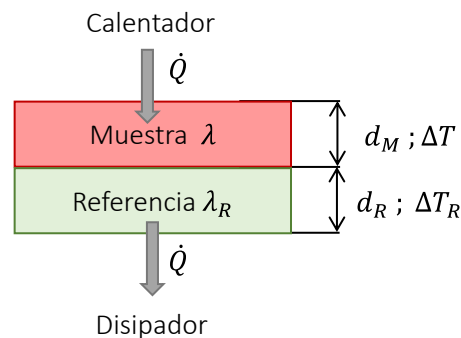 Calentador
Q̇
Muestra λ
d_M ; ΔT
Referencia λ_R
d_R ; ΔT_R
Q̇
Disipador